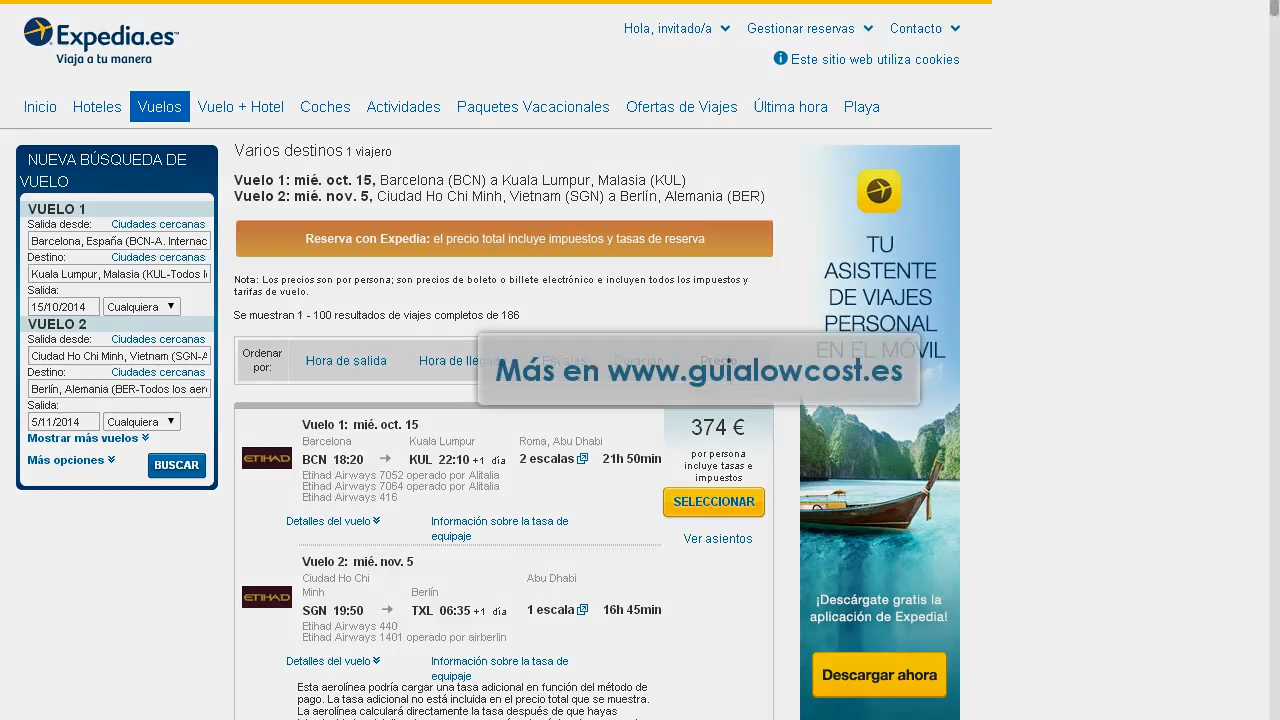 Expedia.es™
Viaja a tu manera
Hola, invitado/a
Gestionar reservas
Contacto
Este sitio web utiliza cookies
Inicio
Hoteles
Vuelos
Vuelo + Hotel
Coches
Actividades
Paquetes Vacacionales
Ofertas de Viajes
Última hora
Playa
NUEVA BÚSQUEDA DE
VUELO
VUELO 1
Salida desde: Ciudades cercanas
Barcelona, España (BCN-A. Internac
Destino: Ciudades cercanas
Kuala Lumpur, Malasia (KUL-Todos l
Salida:
15/10/2014 Cualquiera
VUELO 2
Salida desde: Ciudades cercanas
Ciudad Ho Chi Minh, Vietnam (SGN-A
Destino: Ciudades cercanas
Berlín, Alemania (BER-Todos los aer
Salida:
5/11/2014 Cualquiera
Mostrar más vuelos
Más opciones
BUSCAR
Varios destinos 1 viajero
Vuelo 1: mié. oct. 15, Barcelona (BCN) a Kuala Lumpur, Malasia (KUL)
Vuelo 2: mié. nov. 5, Ciudad Ho Chi Minh, Vietnam (SGN) a Berlín, Alemania (BER)
Reserva con Expedia: el precio total incluye impuestos y tasas de reserva
Nota: Los precios son por persona; son precios de boleto o billete electrónico e incluyen todos los impuestos y
tarifas de vuelo.
Se muestran 1 - 100 resultados de viajes completos de 186
Ordenar
por:
Hora de salida
Hora de llegada
Escalas
Duración
Precio
Más en www.guialowcost.es
Vuelo 1: mié. oct. 15
Barcelona Kuala Lumpur Roma, Abu Dhabi
ETIHAD
BCN 18:20 KUL 22:10 +1 día 2 escalas 21h 50min
Etihad Airways 7052 operado por Alitalia
Etihad Airways 7064 operado por Alitalia
Etihad Airways 416
Detalles del vuelo
Información sobre la tasa de
equipaje
374 €
por persona
incluye tasas e
impuestos
SELECCIONAR
Ver asientos
Vuelo 2: mié. nov. 5
Ciudad Ho Chi
Minh
Berlín
Abu Dhabi
ETIHAD
SGN 19:50 TXL 06:35 +1 día 1 escala 16h 45min
Etihad Airways 440
Etihad Airways 1401 operado por airberlin
Detalles del vuelo
Información sobre la tasa de
equipaje
Esta aerolínea podría cargar una tasa adicional en función del método de
pago. La tasa adicional no está incluida en el precio total que se muestra.
La aerolínea calculará directamente la tasa después de que hayas
TU
ASISTENTE
DE VIAJES
PERSONAL
EN EL MÓVIL
¡Descárgate gratis la
aplicación de Expedia!
Descargar ahora